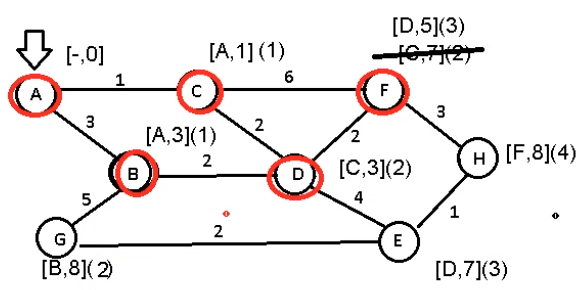 [D,5](3)
[-,0]
[A,1](1)
[C,7](2)
A
1
C
6
F
3
[A,3](1)
2
2
3
B
2
D
[C,3](2)
H
[F,8](4)
5
4
1
G
2
E
[B,8](2)
[D,7](3)